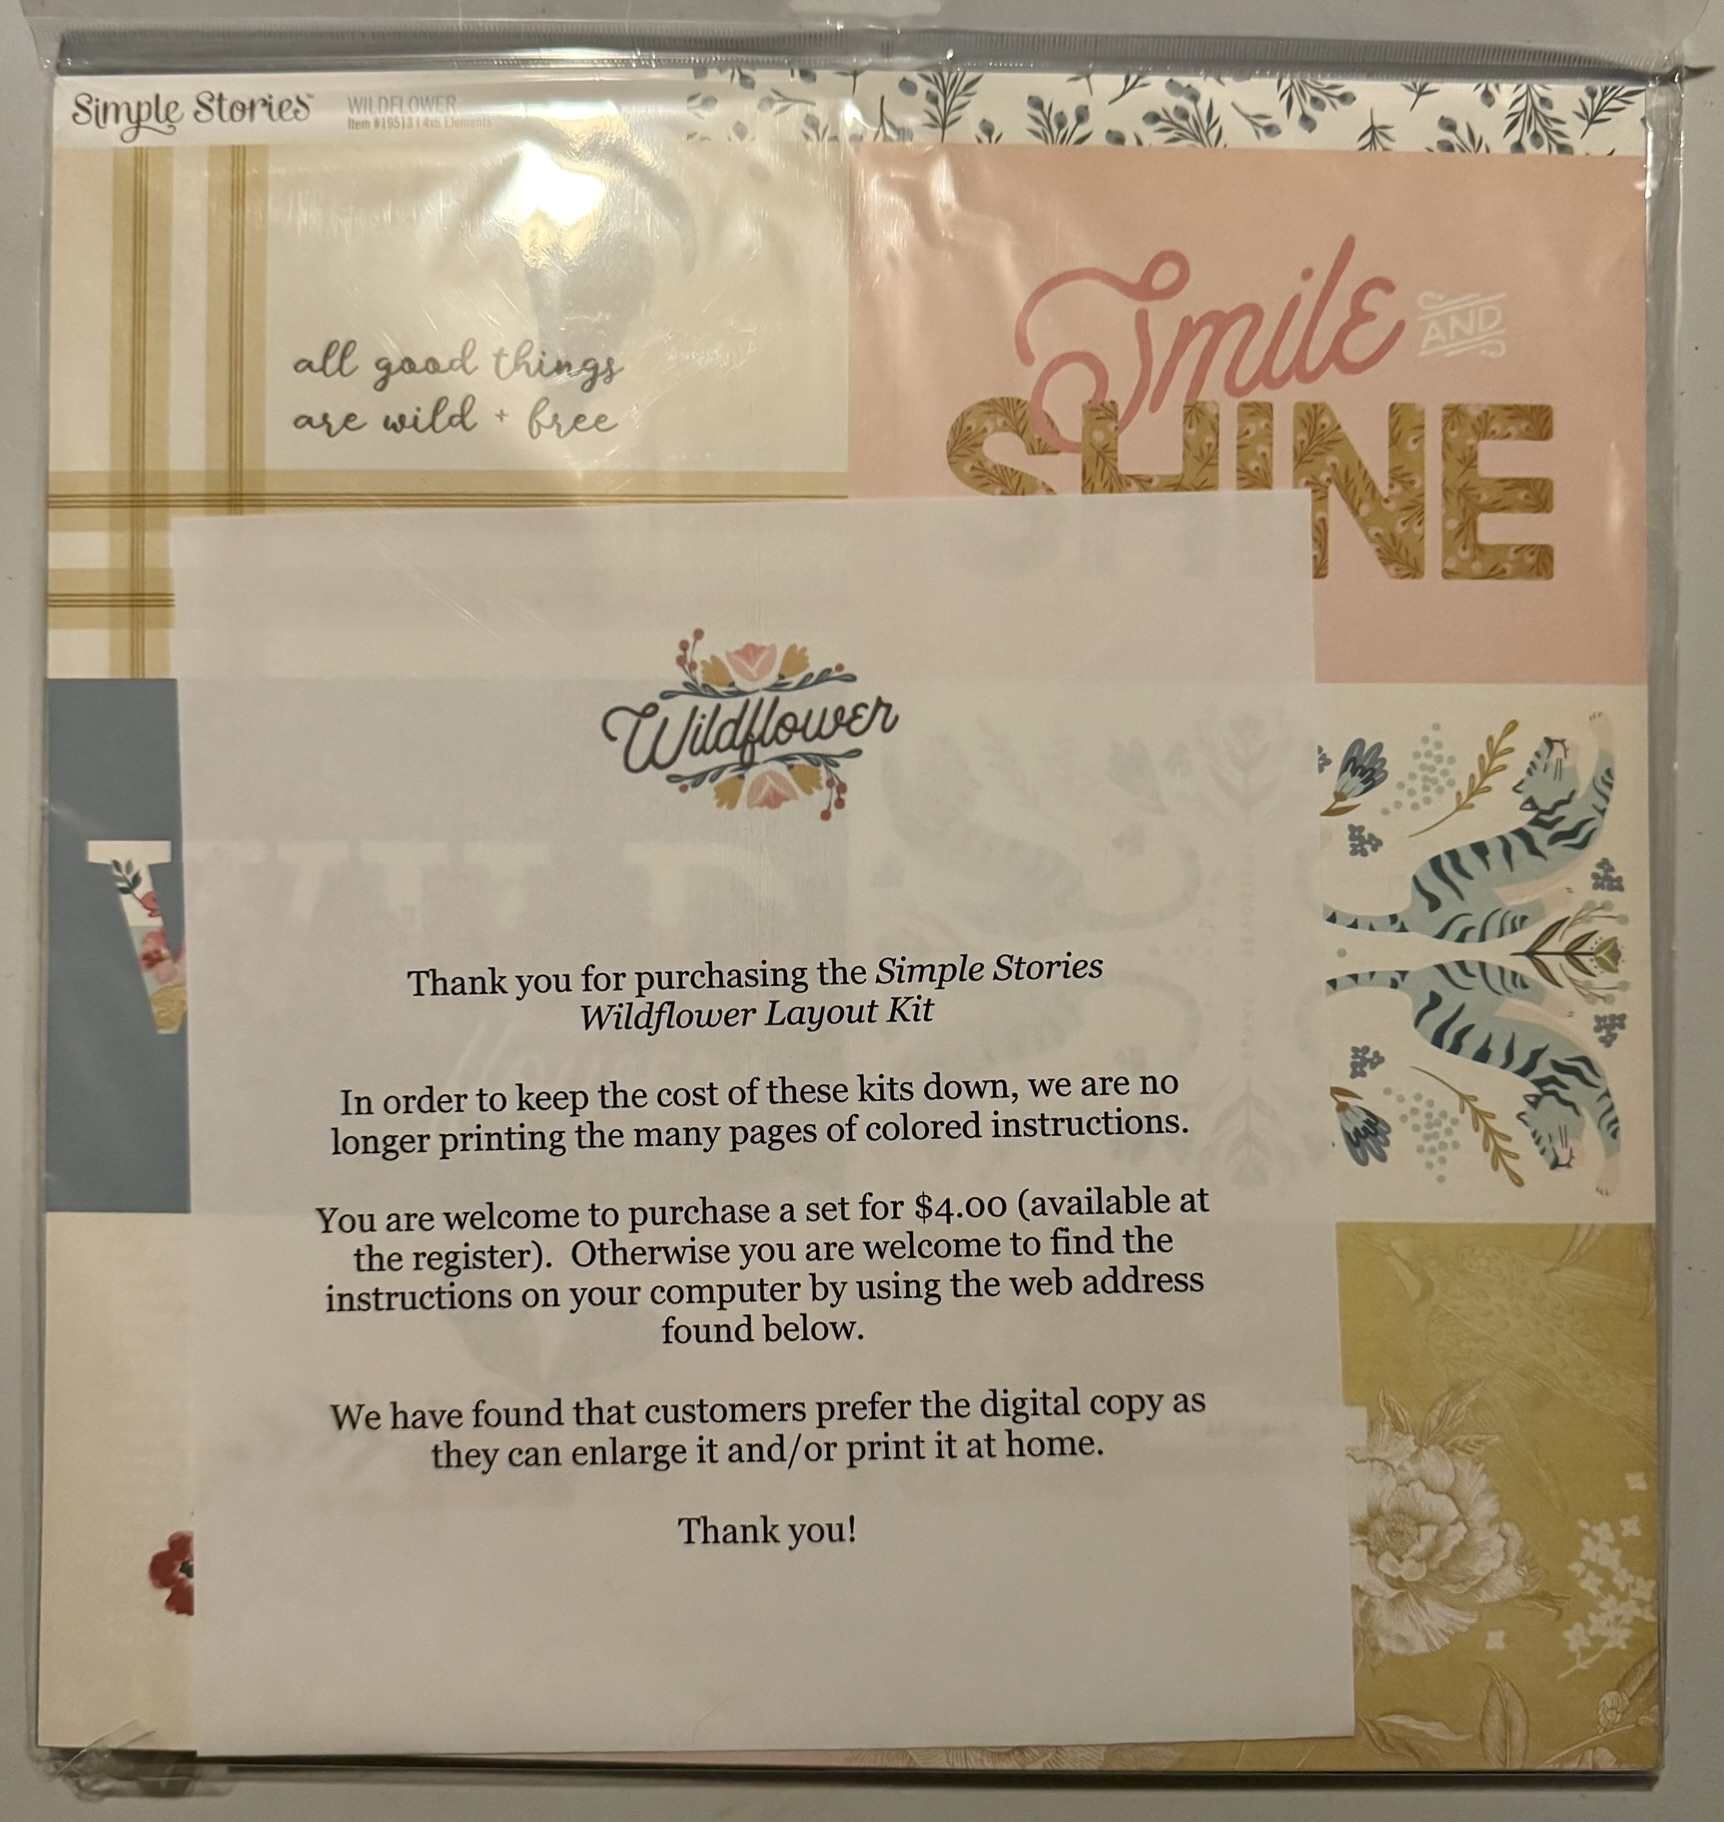 Simple Stories
WILDFLOWER
Item #19513 | 4x6 Elements
all good things
are wild + free
Smile AND
SHINE
Wildflower
Thank you for purchasing the Simple Stories
Wildflower Layout Kit
In order to keep the cost of these kits down, we are no
longer printing the many pages of colored instructions.
You are welcome to purchase a set for $4.00 (available at
the register).  Otherwise you are welcome to find the
instructions on your computer by using the web address
found below.
We have found that customers prefer the digital copy as
they can enlarge it and/or print it at home.
Thank you!